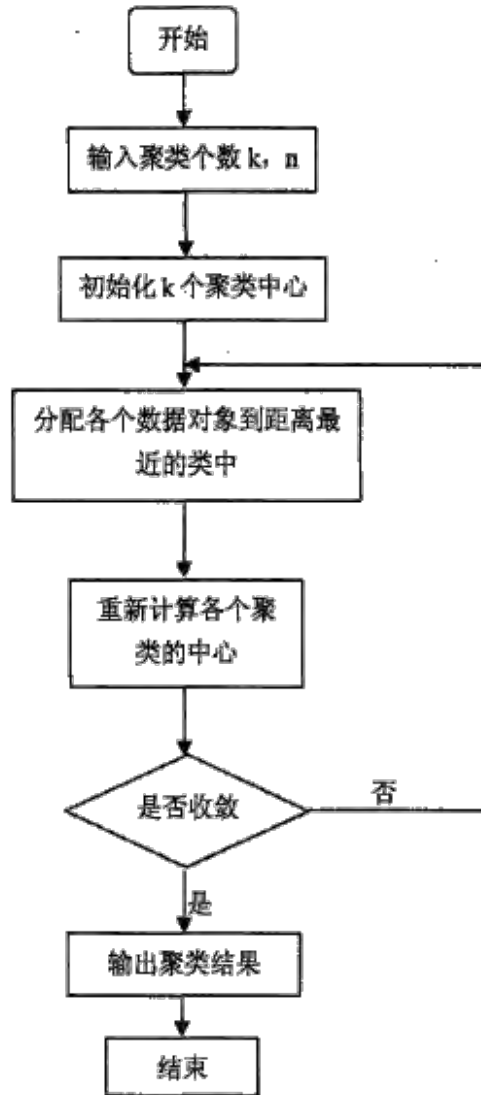 开始
输入聚类个数k，n
初始化k个聚类中心
分配各个数据对象到距离最
近的类中
重新计算各个聚
类的中心
是否收敛
否
是
输出聚类结果
结束